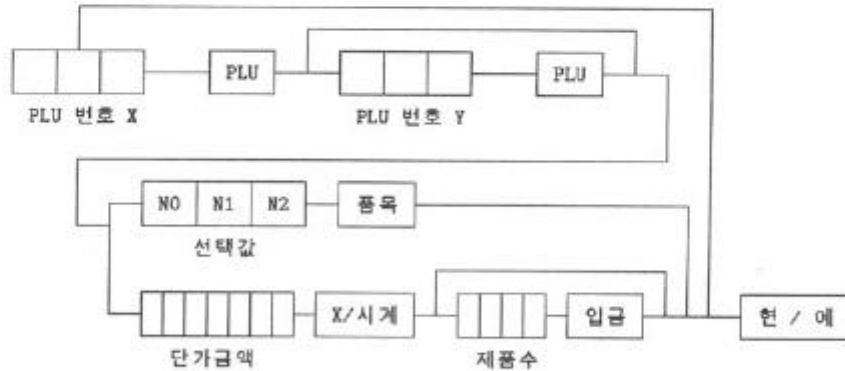 PLU PLU
PLU 번호 X PLU 번호 Y
N0 N1 N2 품목
선택값
X/시계 입금 현 / 에
단가금액 제품수